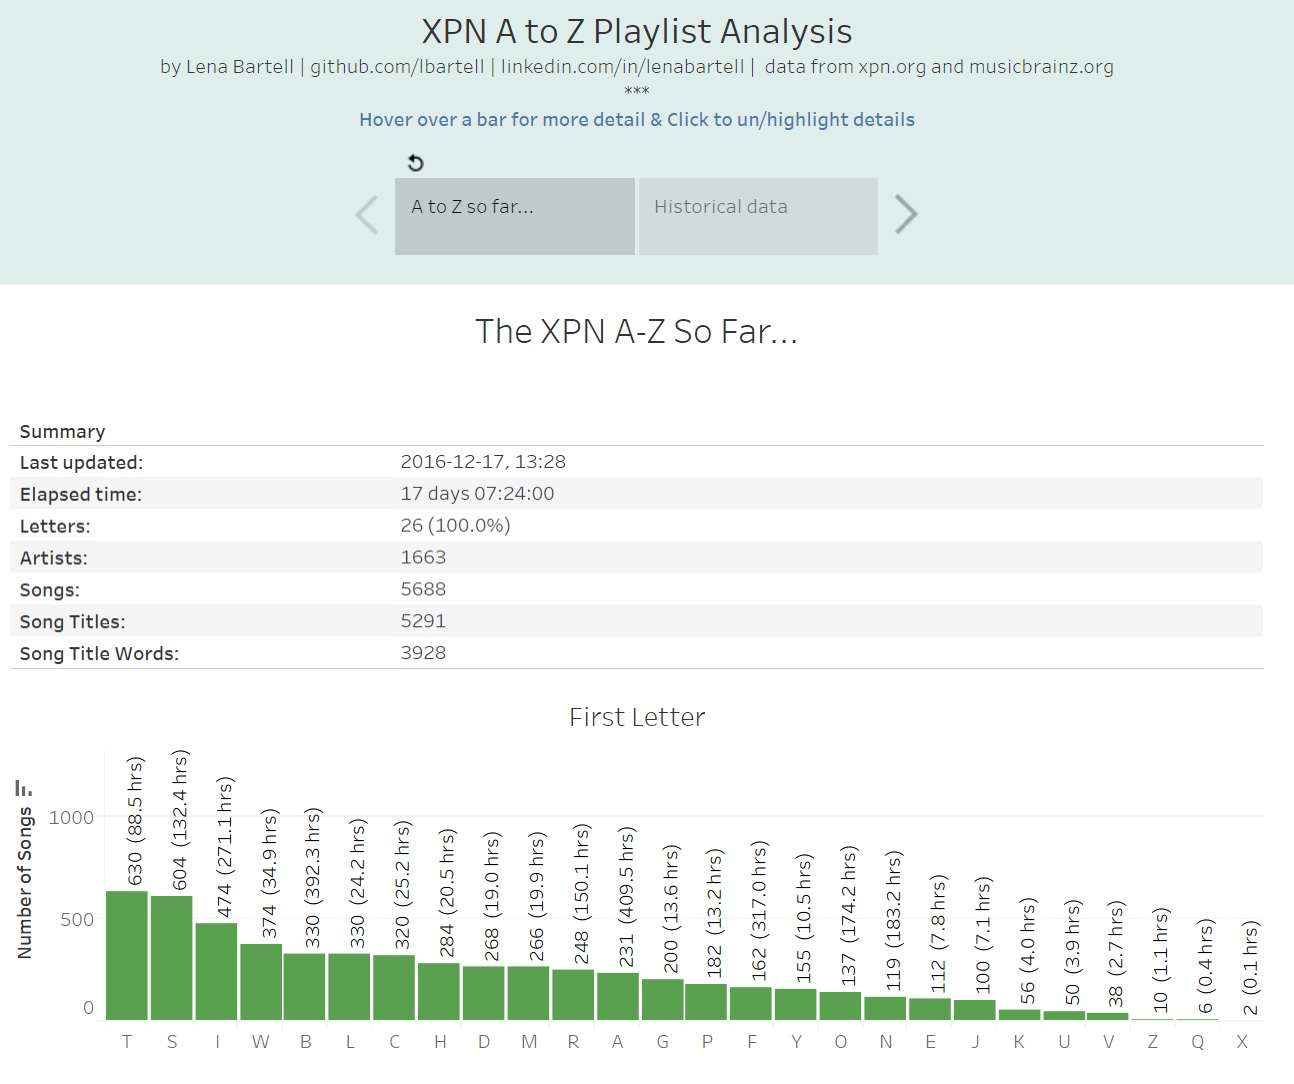 XPN A to Z Playlist Analysis
by Lena Bartell | github.com/lbartell | linkedin.com/in/lenabartell | data from xpn.org and musicbrainz.org
***
Hover over a bar for more detail & Click to un/highlight details
A to Z so far...
Historical data
The XPN A-Z So Far...
Summary
Last updated: 2016-12-17, 13:28
Elapsed time: 17 days 07:24:00
Letters: 26 (100.0%)
Artists: 1663
Songs: 5688
Song Titles: 5291
Song Title Words: 3928
First Letter
Number of Songs
1000
500
0
630 (88.5 hrs)
604 (132.4 hrs)
474 (271.1 hrs)
374 (34.9 hrs)
330 (392.3 hrs)
330 (24.2 hrs)
320 (25.2 hrs)
284 (20.5 hrs)
268 (19.0 hrs)
266 (19.9 hrs)
248 (150.1 hrs)
231 (409.5 hrs)
200 (13.6 hrs)
182 (13.2 hrs)
162 (317.0 hrs)
155 (10.5 hrs)
137 (174.2 hrs)
119 (183.2 hrs)
112 (7.8 hrs)
100 (7.1 hrs)
56 (4.0 hrs)
50 (3.9 hrs)
38 (2.7 hrs)
10 (1.1 hrs)
6 (0.4 hrs)
2 (0.1 hrs)
T S I W B L C H D M R A G P F Y O N E J K U V Z Q X